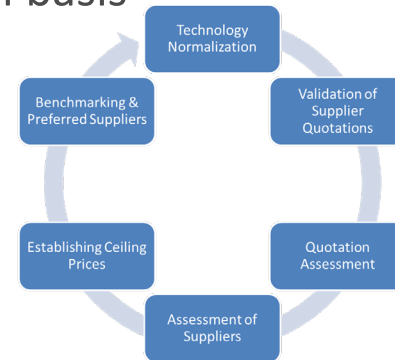 basis
Technology
Normalization
Validation of
Supplier
Quotations
Quotation
Assessment
Assessment of
Suppliers
Establishing Ceiling
Prices
Benchmarking &
Preferred Suppliers